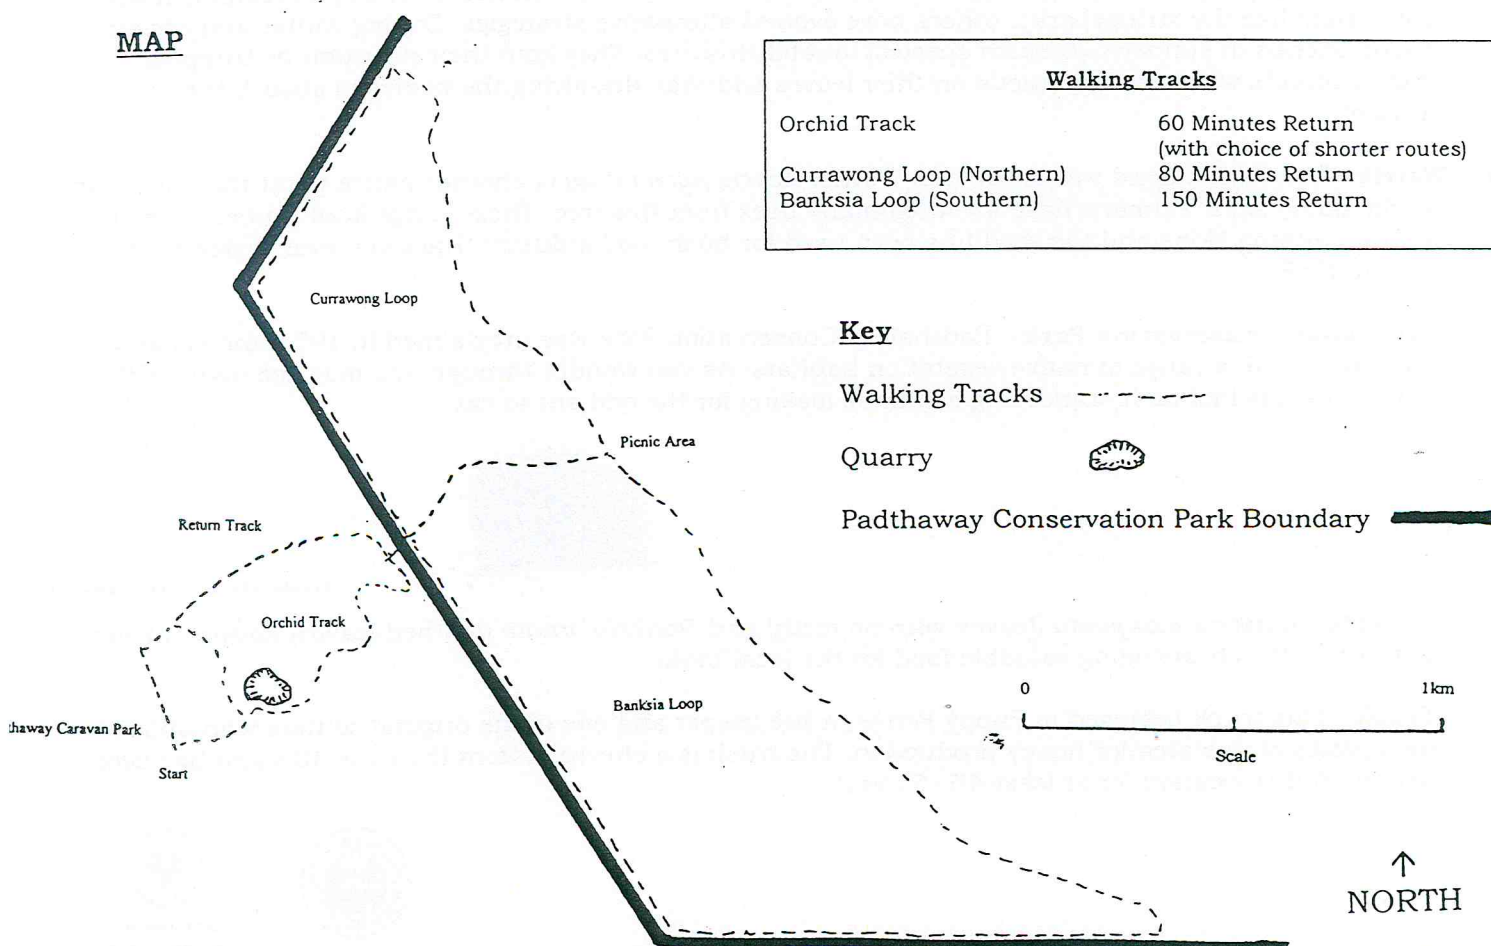 MAP
Walking Tracks
Orchid Track 60 Minutes Return
(with choice of shorter routes)
Currawong Loop (Northern) 80 Minutes Return
Banksia Loop (Southern) 150 Minutes Return
Currawong Loop
Key
Walking Tracks
Picnic Area
Quarry
Return Track
Padthaway Conservation Park Boundary
Orchid Track
0 1km
Banksia Loop
thaway Caravan Park
Scale
Start
NORTH